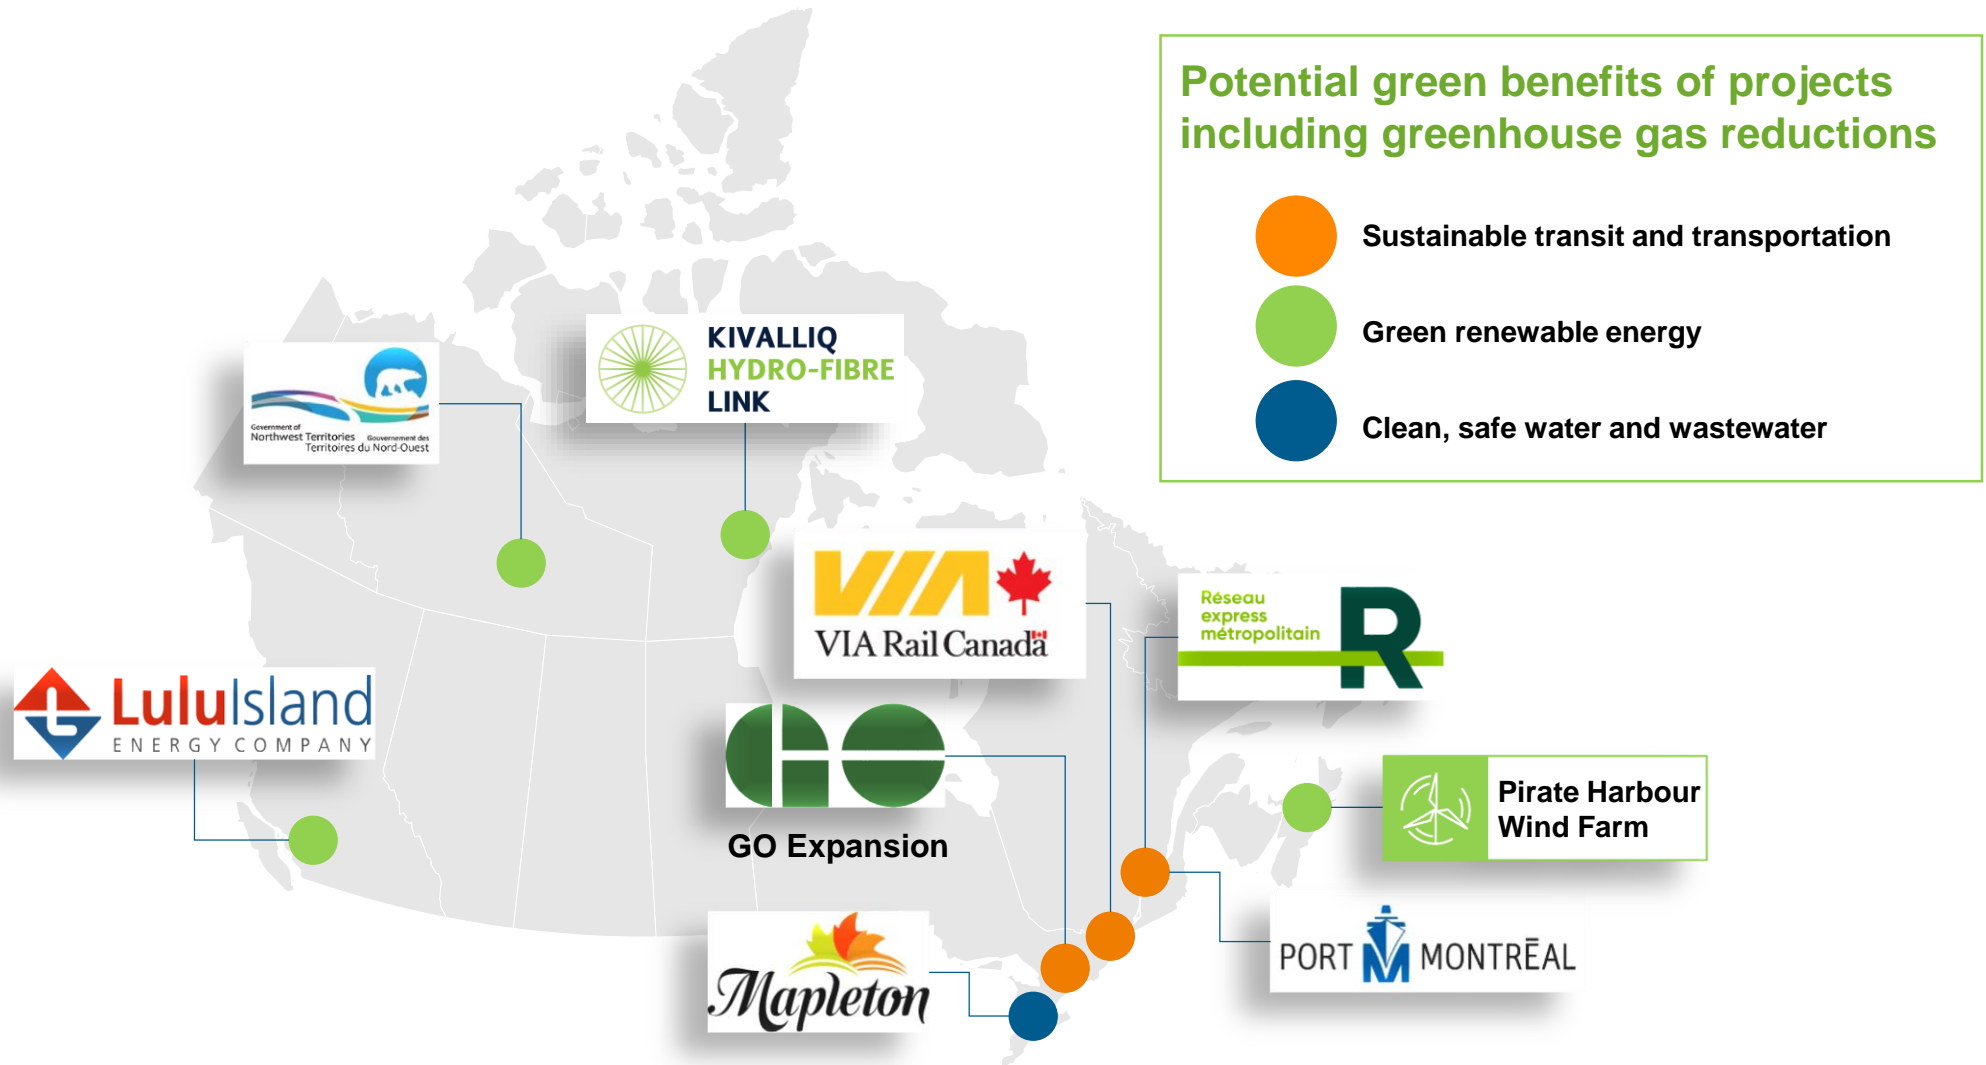 Potential green benefits of projects
including greenhouse gas reductions
Sustainable transit and transportation
Green renewable energy
Clean, safe water and wastewater
KIVALLIQ
HYDRO-FIBRE
LINK
Government of
Northwest Territories Gouvernement des
Territoires du Nord-Ouest
VIA
VIA Rail Canada
Réseau
express
métropolitain
R
LuluIsland
ENERGY COMPANY
GO
GO Expansion
Pirate Harbour
Wind Farm
Mapleton
PORT M MONTRÉAL